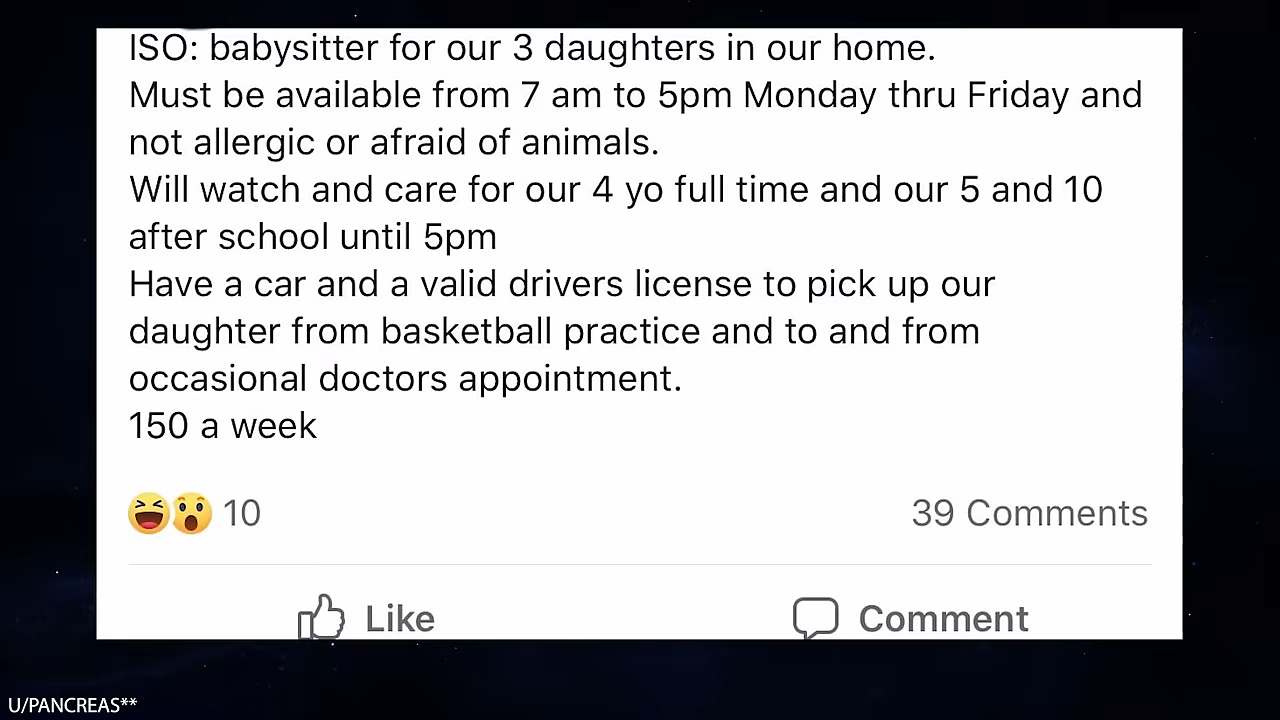 ISO: babysitter for our 3 daughters in our home.
Must be available from 7 am to 5pm Monday thru Friday and
not allergic or afraid of animals.
Will watch and care for our 4 yo full time and our 5 and 10
after school until 5pm
Have a car and a valid drivers license to pick up our
daughter from basketball practice and to and from
occasional doctors appointment.
150 a week
10
39 Comments
Like
Comment
U/PANCREAS**